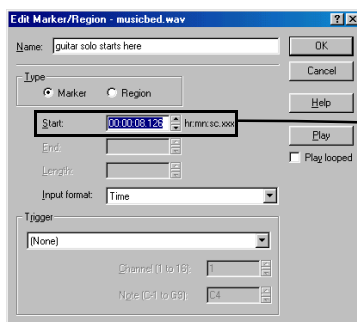 Edit Marker/Region - musicbed.wav
Name: guitar solo starts here
OK
Type
Cancel
Marker Region
Help
Start: 00:00:08.126 hr:mn:sc.xxx
Play
End:
Play looped
Length:
Input format: Time
Trigger
(None)
Channel (1 to 16): 1
Note (C-1 to G9): C4